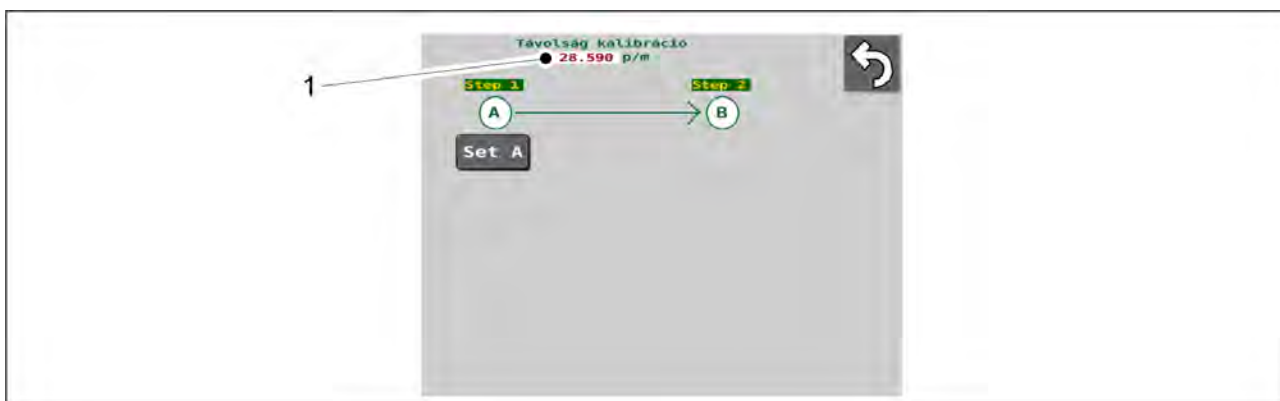 Távolság kalibráció
1
28.590 p/m
Step 1 Step 2
A B
Set A